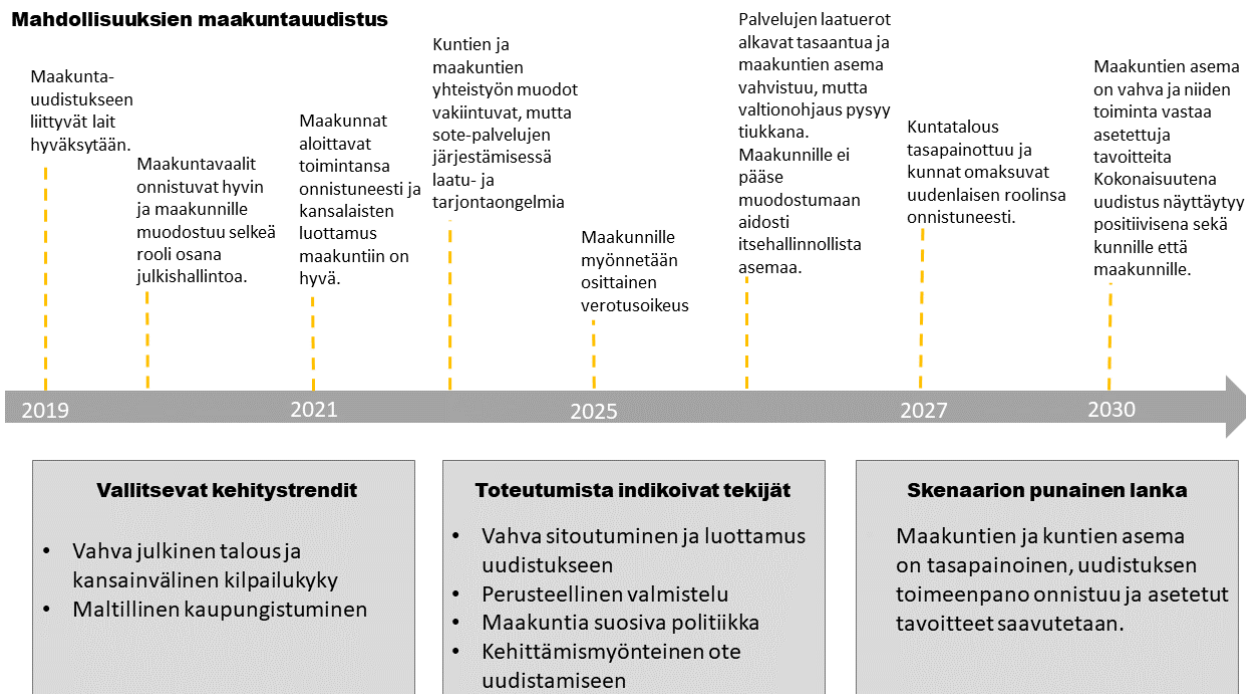 Mahdollisuuksien maakuntauudistus
Maakunta-
uudistukseen
liittyvät lait
hyväksytään.
Maakuntavaalit
onnistuvat hyvin
ja maakunnille
muodostuu selkeä
rooli osana
julkishallintoa.
Maakunnat
aloittavat
toimintansa
onnistuneesti ja
kansalaisten
luottamus
maakuntiin on
hyvä.
Kuntien ja
maakuntien
yhteistyön muodot
vakiintuvat, mutta
sote-palvelujen
järjestämisessä
laatu- ja
tarjontaongelmia
Maakunnille
myönnetään
osittainen
verotusoikeus
Palvelujen laatuerot
alkavat tasaantua ja
maakuntien asema
vahvistuu, mutta
valtionohjaus pysyy
tiukkana.
Maakunnille ei
pääse
muodostumaan
aidosti
itsehallinnollista
asemaa.
Kuntatalous
tasapainottuu ja
kunnat omaksuvat
uudenlaisen roolinsa
onnistuneesti.
Maakuntien asema
on vahva ja niiden
toiminta vastaa
asetettuja
tavoitteita
Kokonaisuutena
uudistus näyttäytyy
positiivisena sekä
kunnille että
maakunnille.
2019
2021
2025
2027
2030
Vallitsevat kehitystrendit
• Vahva julkinen talous ja
kansainvälinen kilpailukyky
• Maltillinen kaupungistuminen
Toteutumista indikoivat tekijät
• Vahva sitoutuminen ja luottamus
uudistukseen
• Perusteellinen valmistelu
• Maakuntia suosiva politiikka
• Kehittämismyönteinen ote
uudistamiseen
Skenaarion punainen lanka
Maakuntien ja kuntien asema
on tasapainoinen, uudistuksen
toimeenpano onnistuu ja asetetut
tavoitteet saavutetaan.